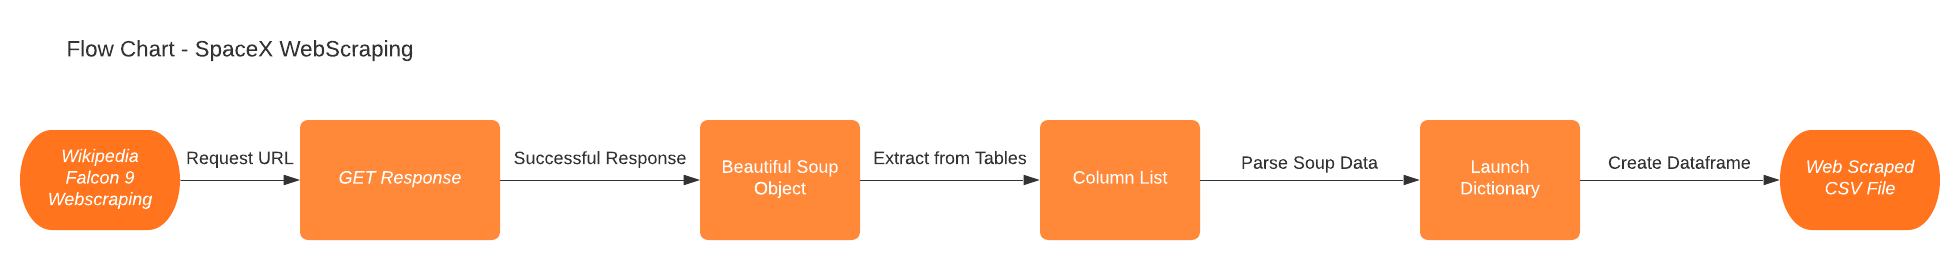 Flow Chart - SpaceX WebScraping
Wikipedia
Falcon 9
Webscraping
Request URL
GET Response
Successful Response
Beautiful Soup
Object
Extract from Tables
Column List
Parse Soup Data
Launch
Dictionary
Create Dataframe
Web Scraped
CSV File